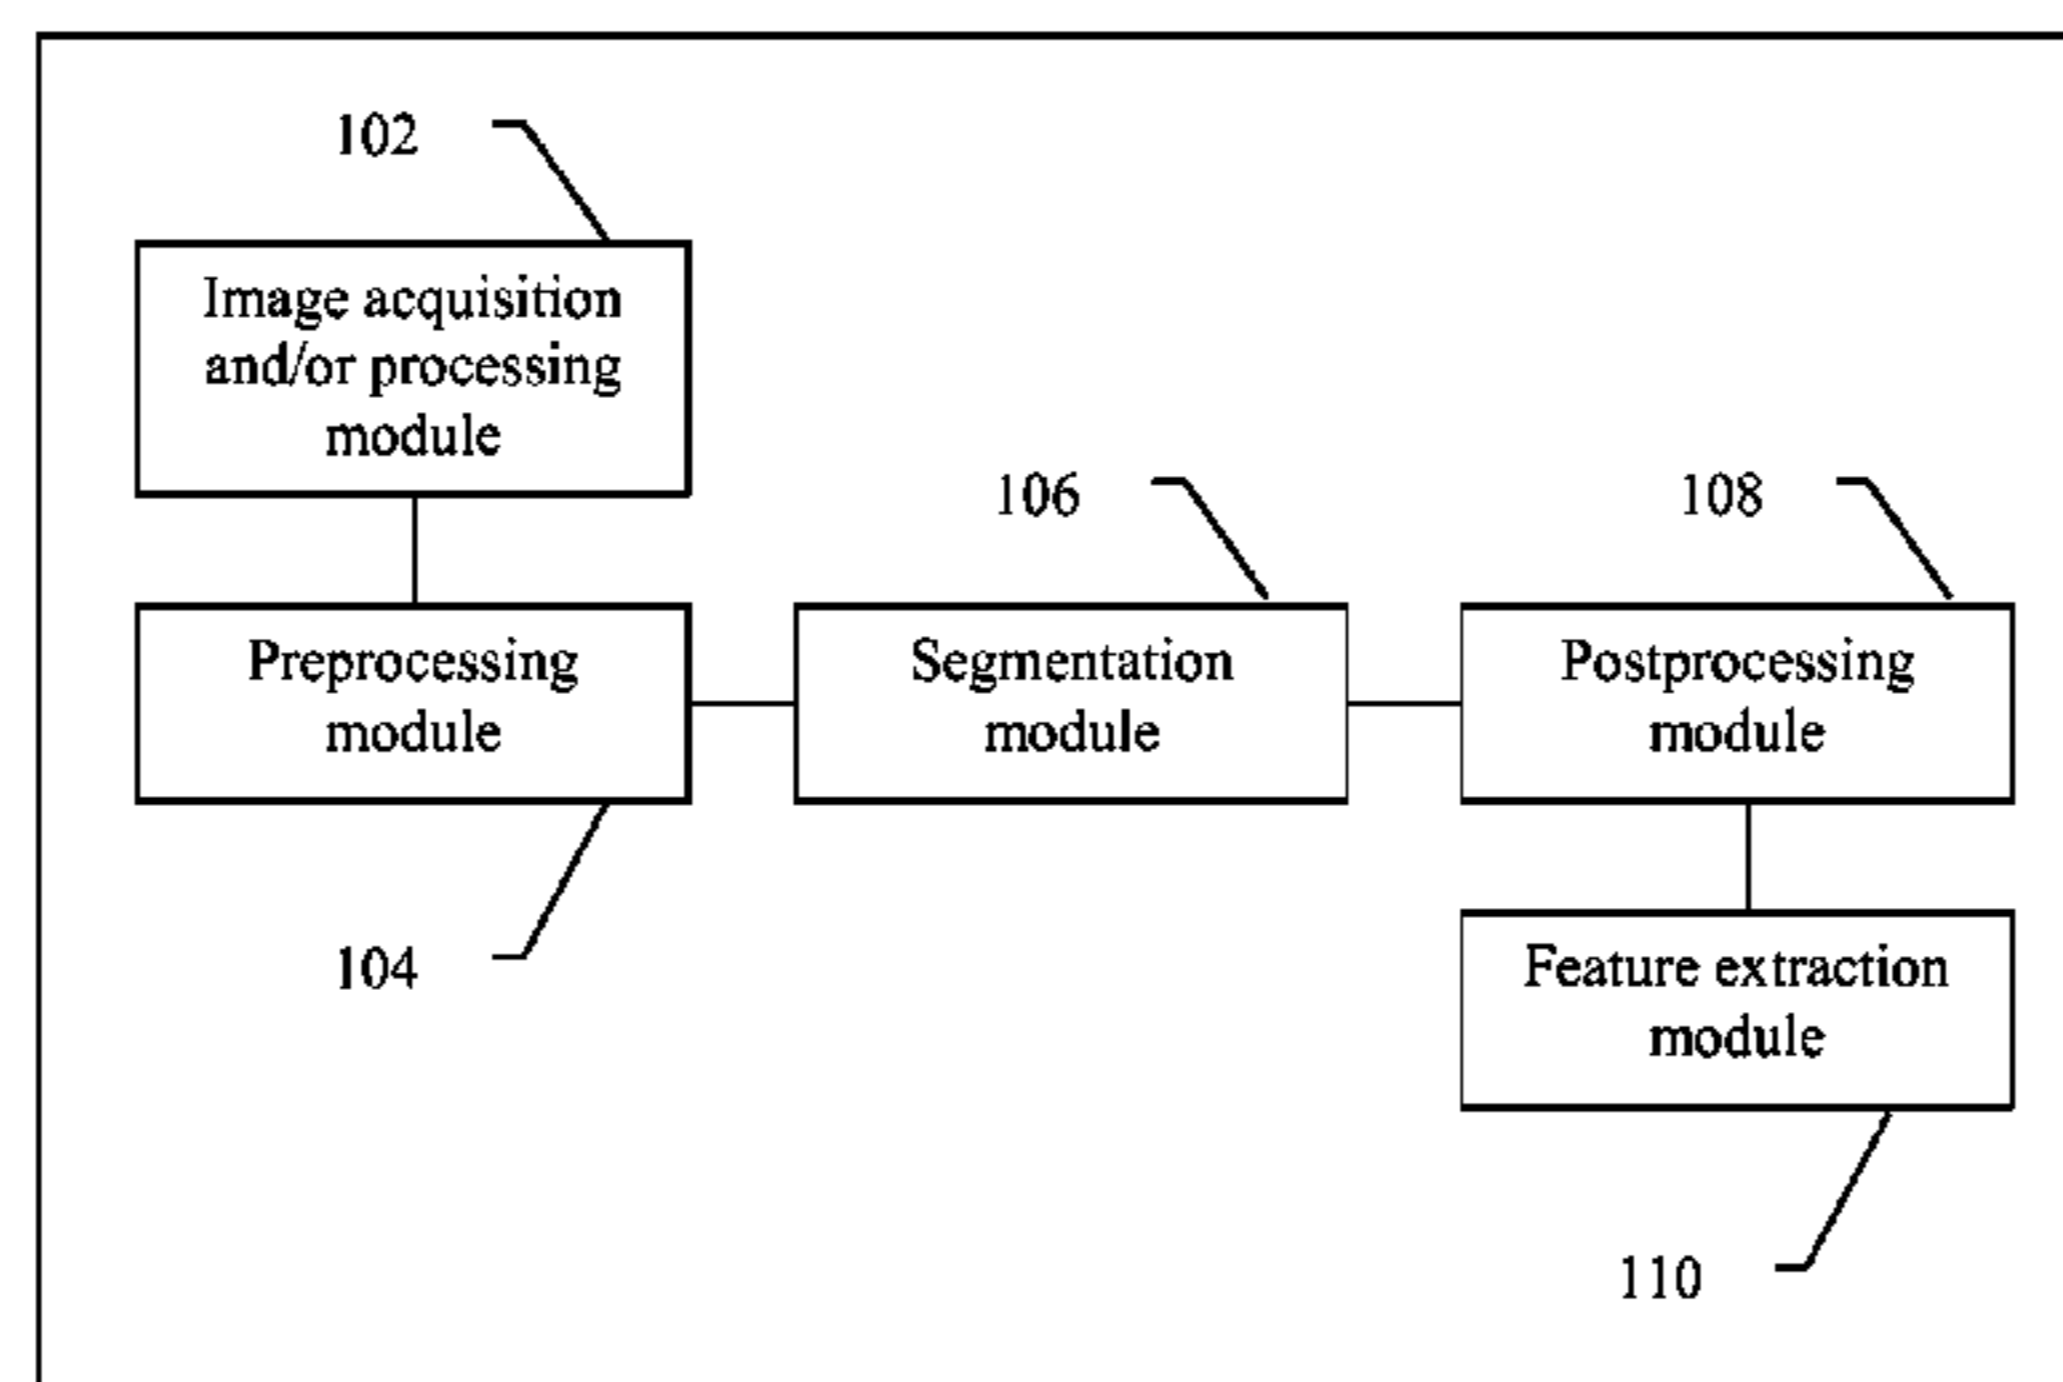 102
Image acquisition
and/or processing
module
106
108
Preprocessing
module
Segmentation
module
Postprocessing
module
104
Feature extraction
module
110